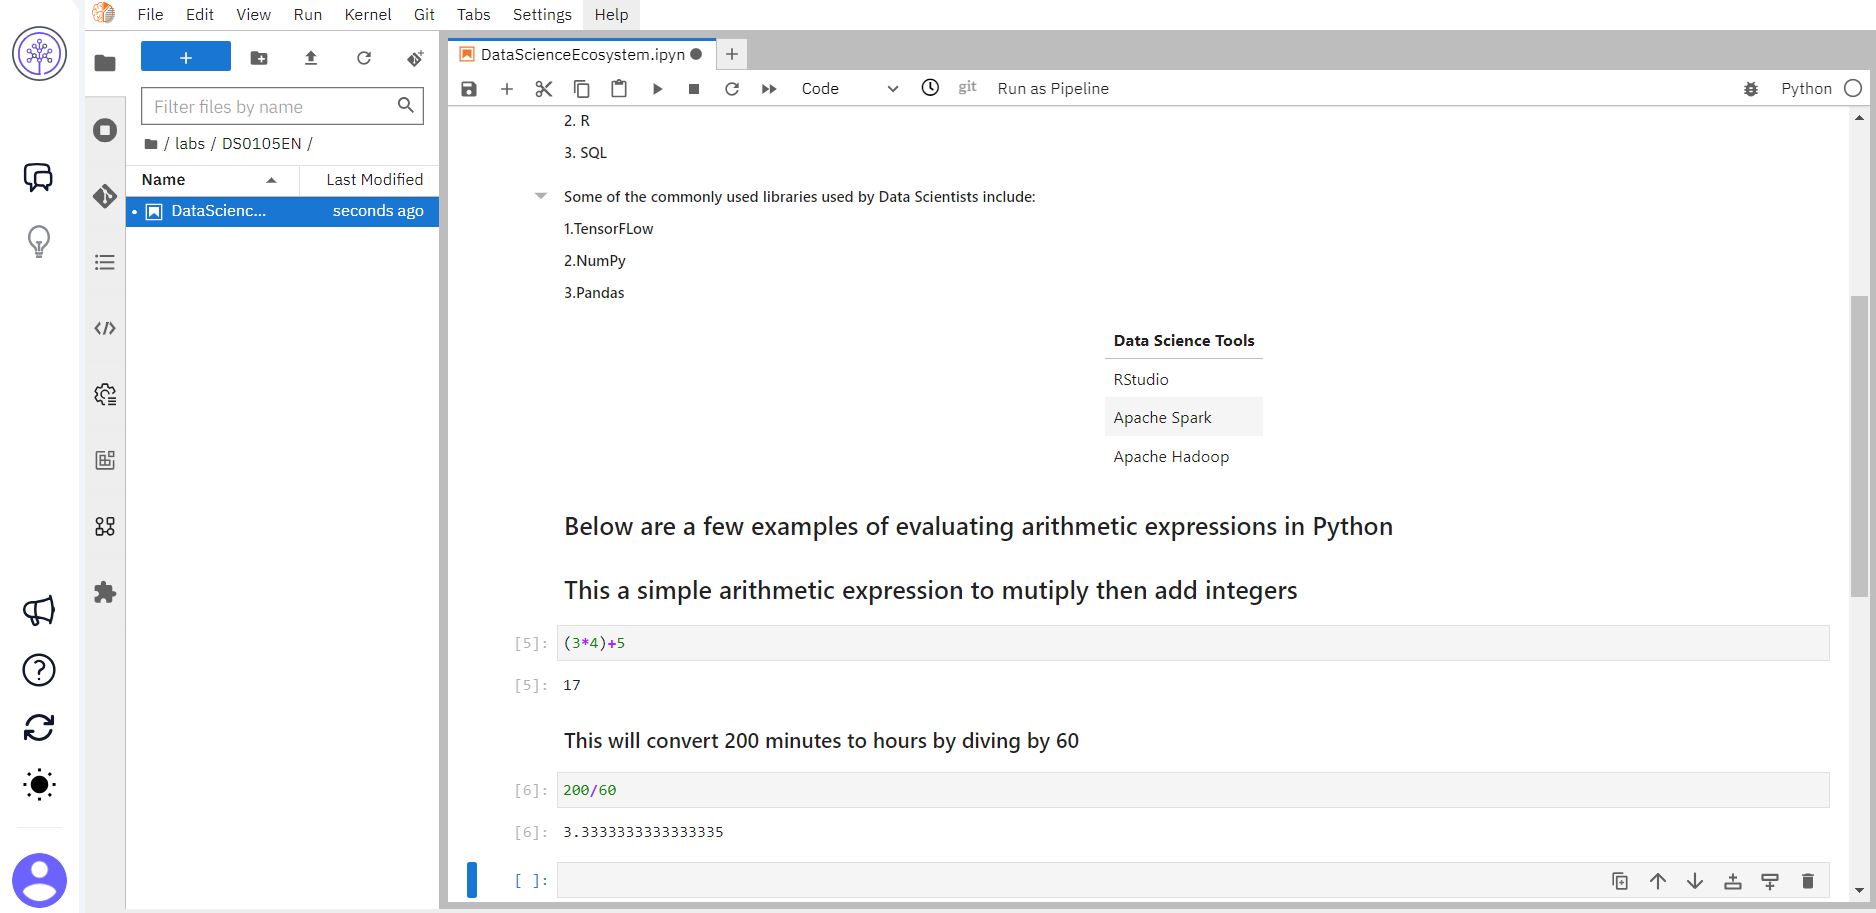 File Edit View Run Kernel Git Tabs Settings Help
DataScienceEcosystem.ipyn
Code git Run as Pipeline Python
Filter files by name
/ labs / DS0105EN /
Name Last Modified
DataScienc... seconds ago
2. R
3. SQL
Some of the commonly used libraries used by Data Scientists include:
1.TensorFLow
2.NumPy
3.Pandas
Data Science Tools
RStudio
Apache Spark
Apache Hadoop
Below are a few examples of evaluating arithmetic expressions in Python
This a simple arithmetic expression to mutiply then add integers
[5]: (3*4)+5
[5]: 17
This will convert 200 minutes to hours by diving by 60
[6]: 200/60
[6]: 3.3333333333333335
[ ]: